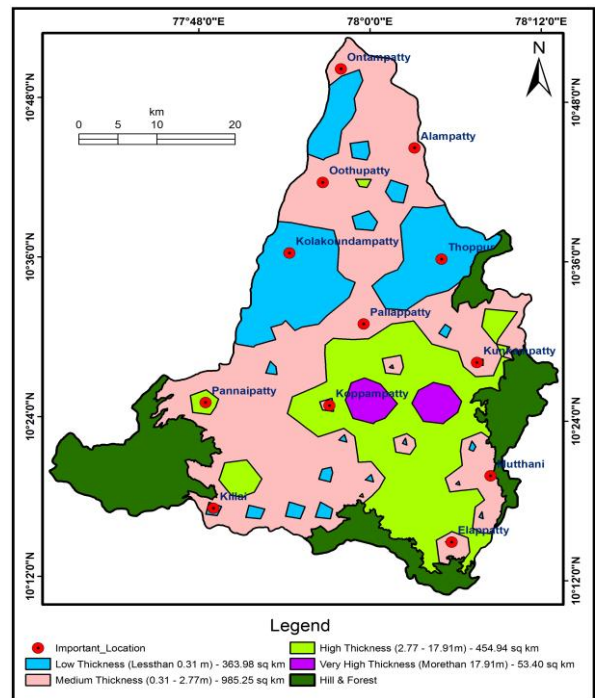 77°48'0"E 78°0'0"E 78°12'0"E
N
10°48'0"N 10°48'0"N
km
0 5 10 20
Ontampatty
Alampatty
Oothupatty
Kolakoundampatty
Thoppur
10°36'0"N 10°36'0"N
Pallappatty
Pannaipatty
Koppampatty
10°24'0"N 10°24'0"N
Killai
Elappatty
10°12'0"N 10°12'0"N
Legend
Important_Location
Low Thickness (Lessthan 0.31 m) - 363.98 sq km
Medium Thickness (0.31 - 2.77m) - 985.25 sq km
High Thickness (2.77 - 17.91m) - 454.94 sq km
Very High Thickness (Morethan 17.91m) - 53.40 sq km
Hill & Forest